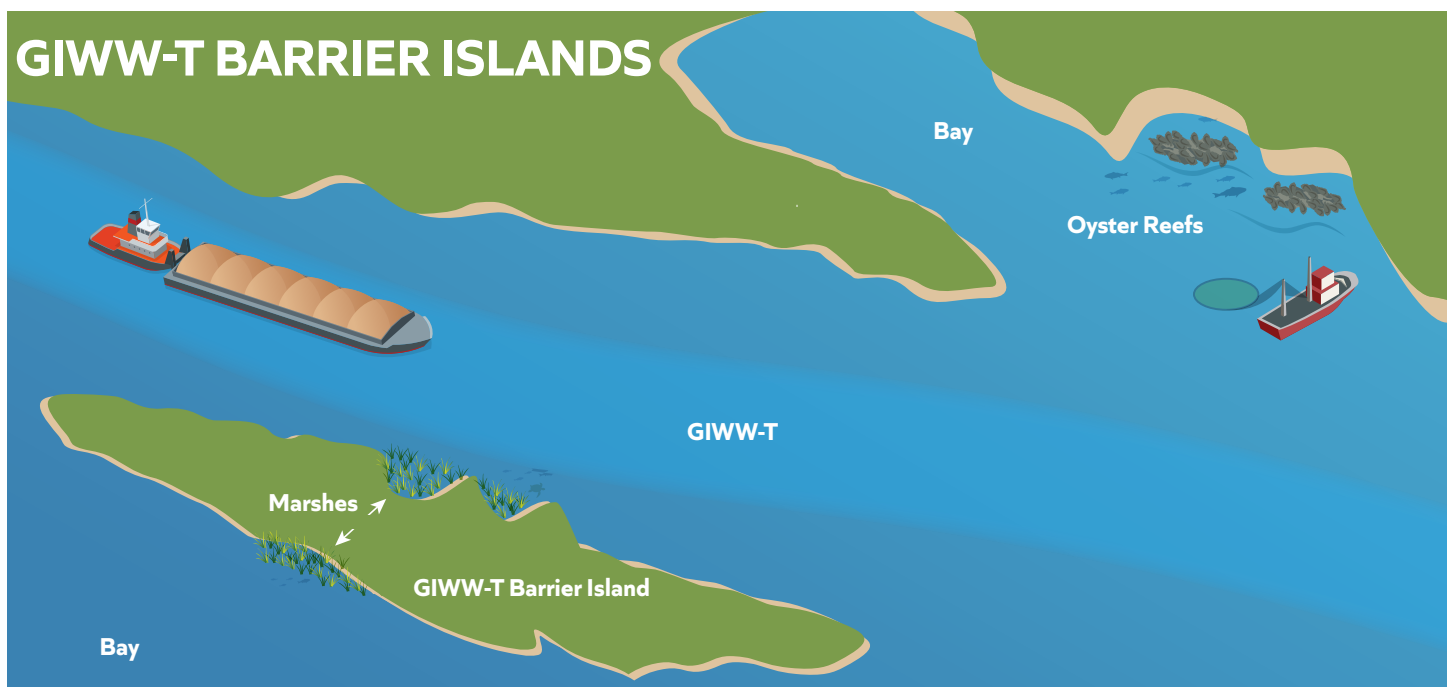 GIWW-T BARRIER ISLANDS
Bay
Oyster Reefs
GIWW-T
Marshes
GIWW-T Barrier Island
Bay